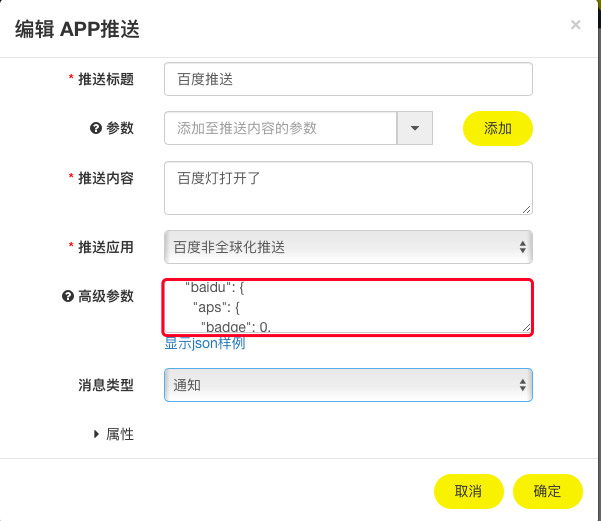 编辑 APP推送
×
* 推送标题
百度推送
? 参数
添加至推送内容的参数
添加
* 推送内容
百度灯打开了
* 推送应用
百度非全球化推送
? 高级参数
"baidu": {
"aps": {
"badge": 0,
显示json样例
消息类型
通知
属性
取消
确定